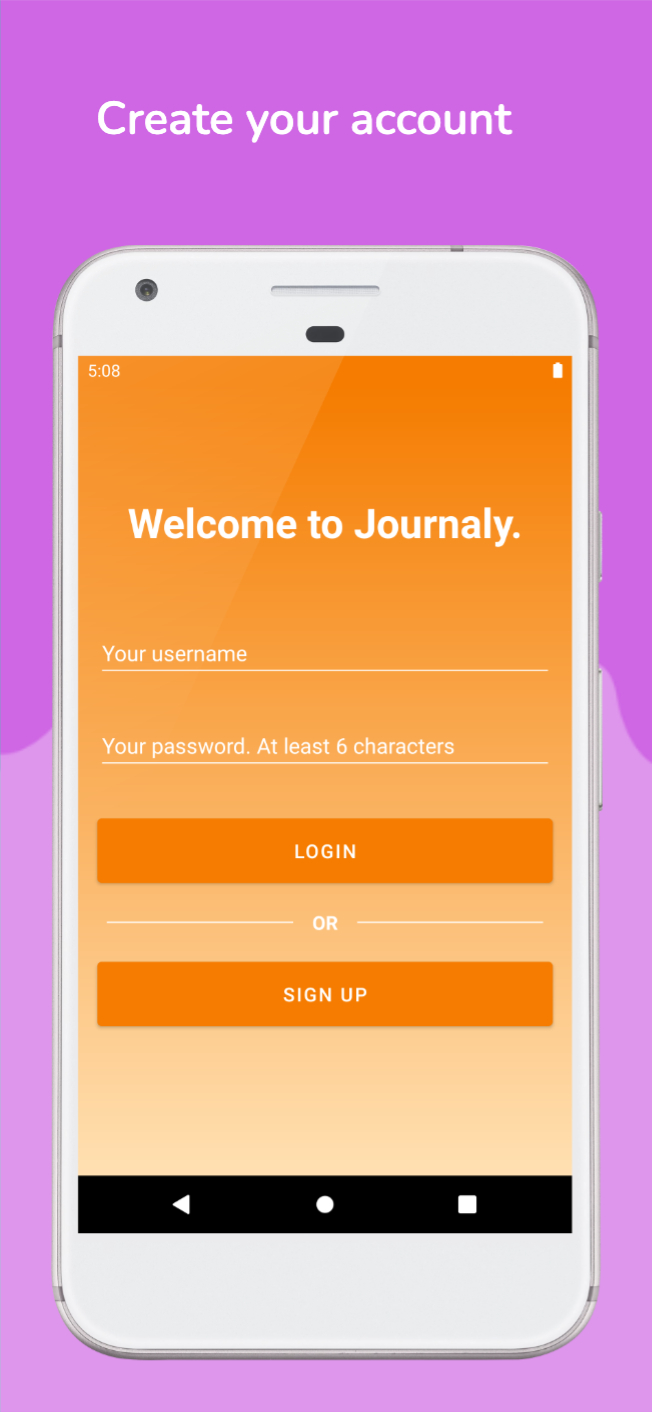 Create your account
5:08
Welcome to Journaly.
Your username
Your password. At least 6 characters
LOGIN
OR
SIGN UP